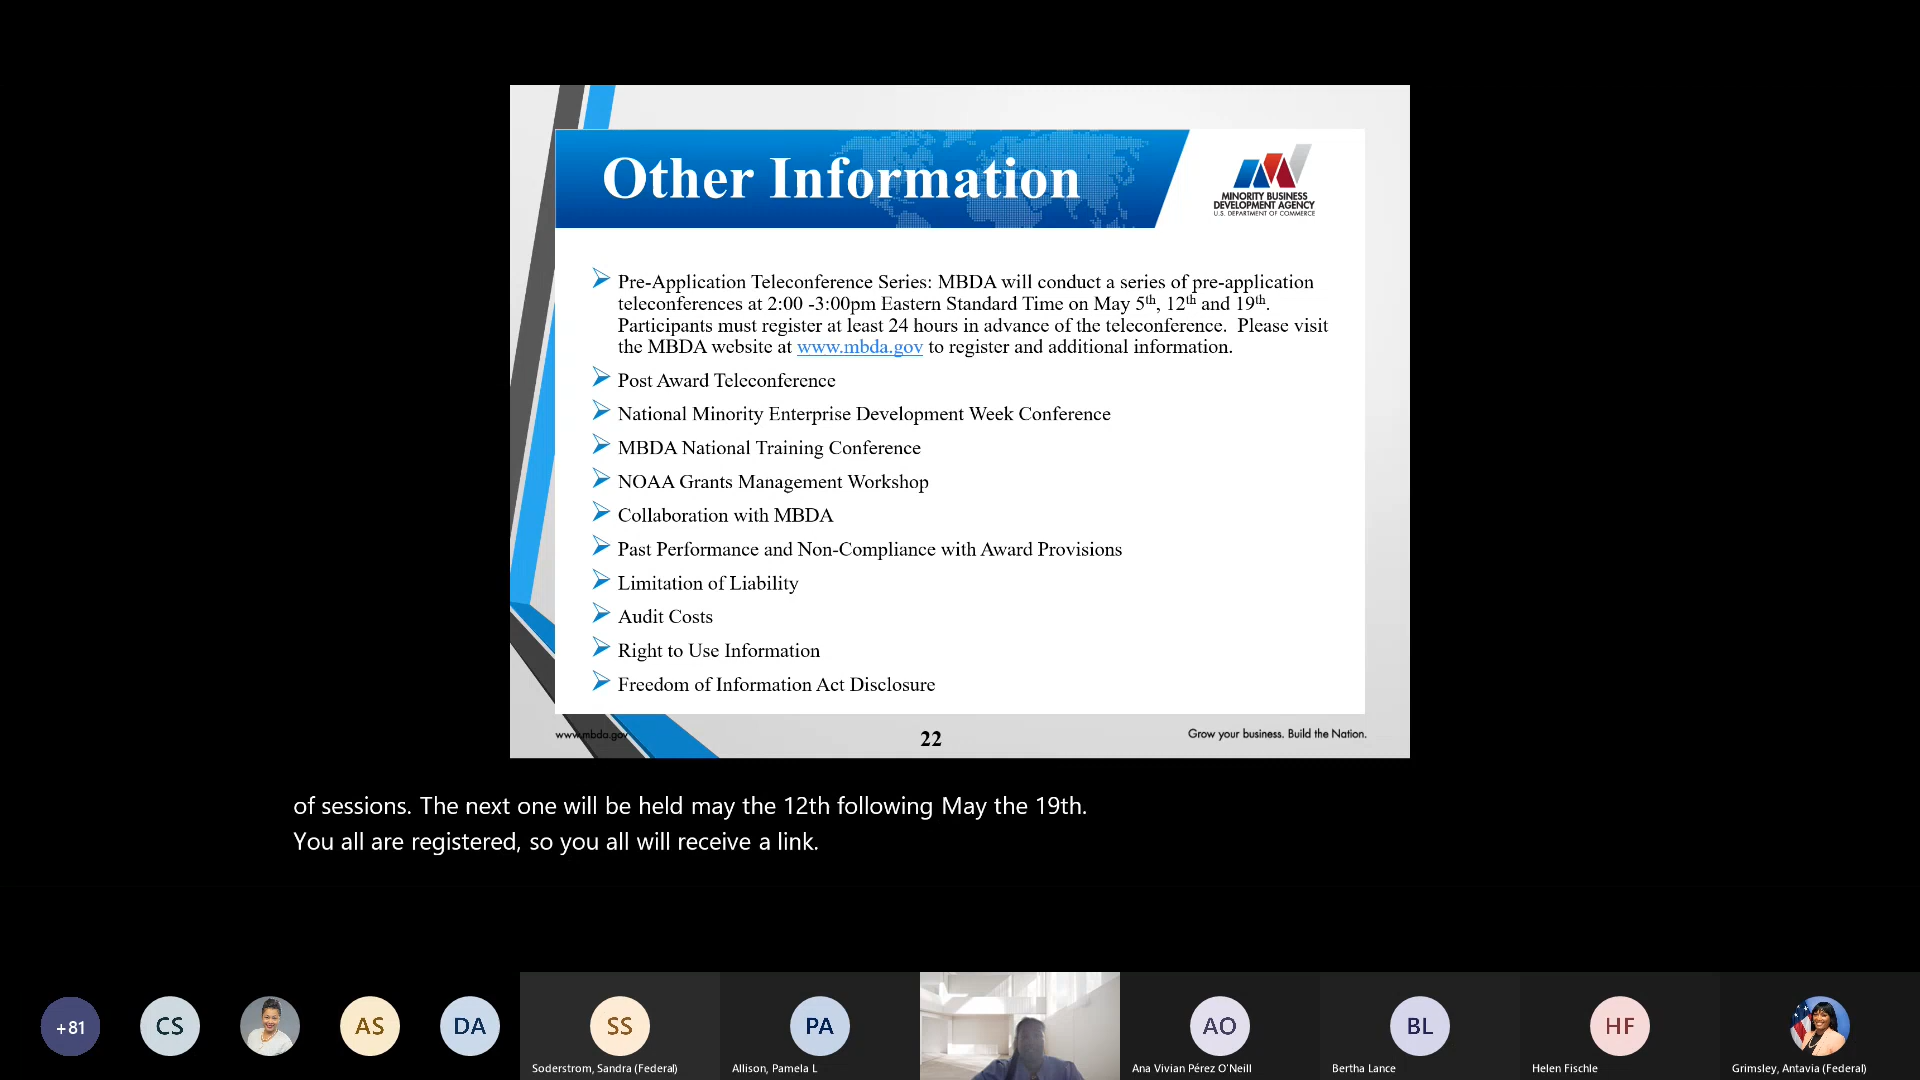 Other Information
MINORITY BUSINESS
DEVELOPMENT AGENCY
U.S. DEPARTMENT OF COMMERCE
Pre-Application Teleconference Series: MBDA will conduct a series of pre-application
teleconferences at 2:00 -3:00pm Eastern Standard Time on May 5th, 12th and 19th.
Participants must register at least 24 hours in advance of the teleconference. Please visit
the MBDA website at www.mbda.gov to register and additional information.
Post Award Teleconference
National Minority Enterprise Development Week Conference
MBDA National Training Conference
NOAA Grants Management Workshop
Collaboration with MBDA
Past Performance and Non-Compliance with Award Provisions
Limitation of Liability
Audit Costs
Right to Use Information
Freedom of Information Act Disclosure
www.mbda.gov
22
Grow your business. Build the Nation.
of sessions. The next one will be held may the 12th following May the 19th.
You all are registered, so you all will receive a link.
+81
CS
AS
DA
SS
PA
AO
BL
HF
Soderstrom, Sandra (Federal)
Allison, Pamela L
Ana Vivian Pérez O'Neill
Bertha Lance
Helen Fischle
Grimsley, Antavia (Federal)